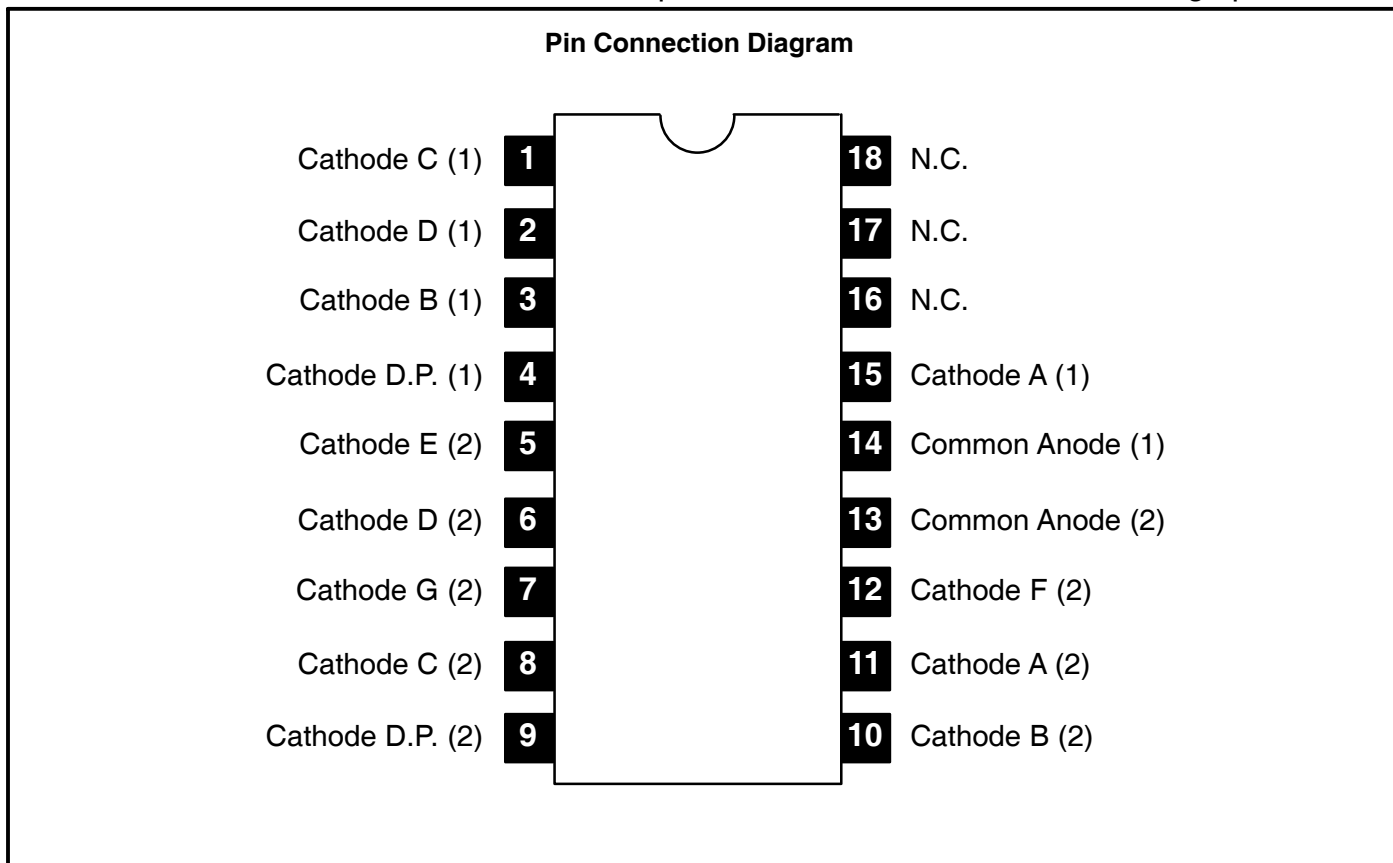 Pin Connection Diagram
Cathode C (1) 1 18 N.C.
Cathode D (1) 2 17 N.C.
Cathode B (1) 3 16 N.C.
Cathode D.P. (1) 4 15 Cathode A (1)
Cathode E (2) 5 14 Common Anode (1)
Cathode D (2) 6 13 Common Anode (2)
Cathode G (2) 7 12 Cathode F (2)
Cathode C (2) 8 11 Cathode A (2)
Cathode D.P. (2) 9 10 Cathode B (2)